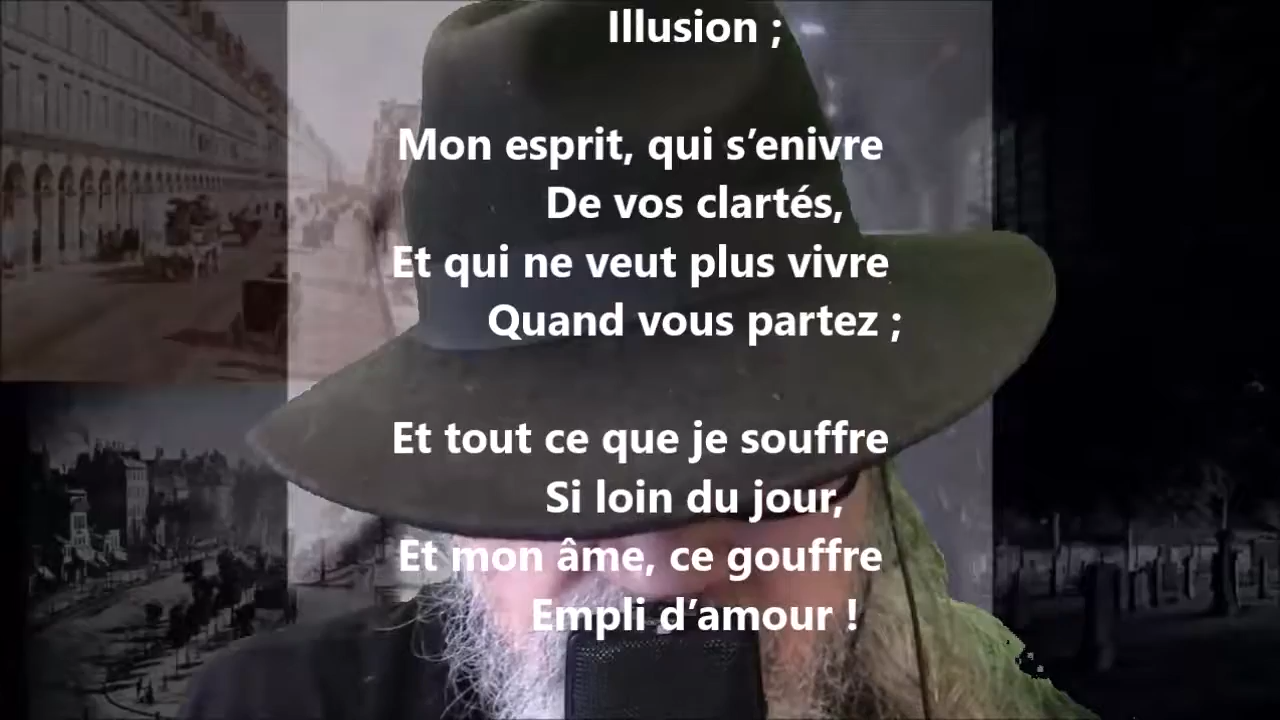 Illusion ;
Mon esprit, qui s’enivre
De vos clartés,
Et qui ne veut plus vivre
Quand vous partez ;
Et tout ce que je souffre
Si loin du jour,
Et mon âme, ce gouffre
Empli d’amour !